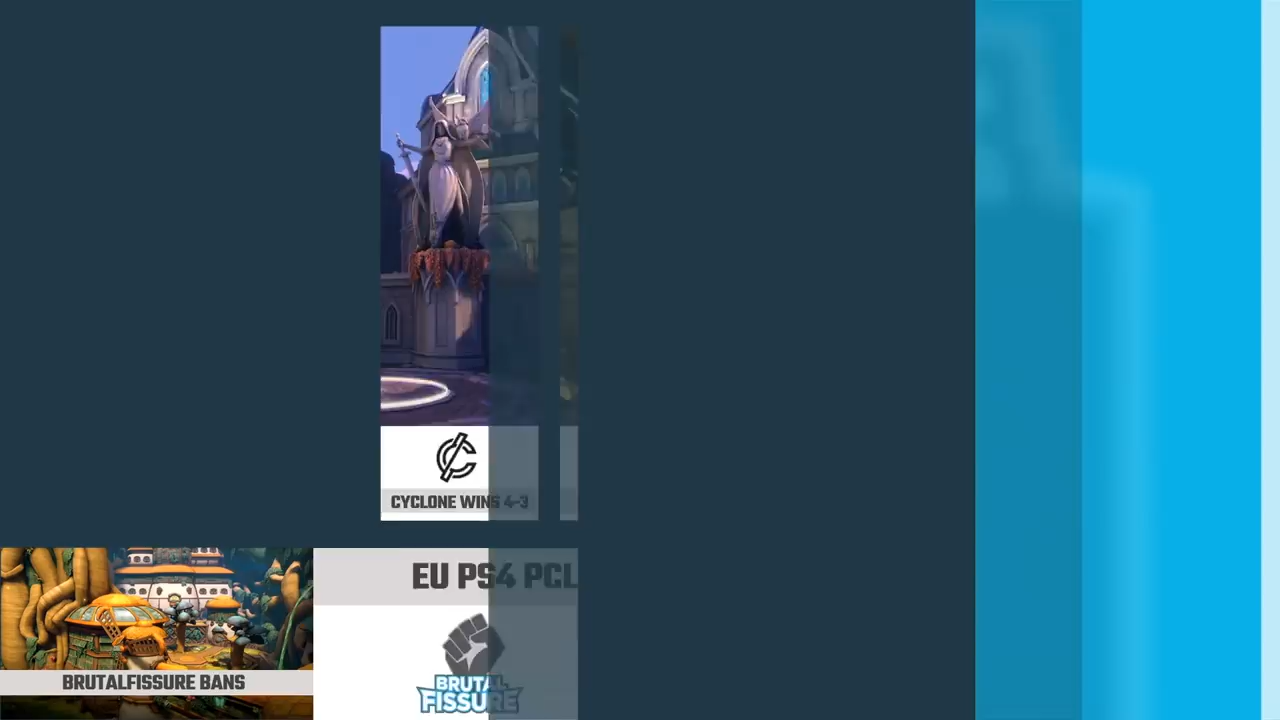 CYCLONE WINS 4-3
EU PS4 PCL
BRUTAL
FISSURE
BRUTALFISSURE BANS